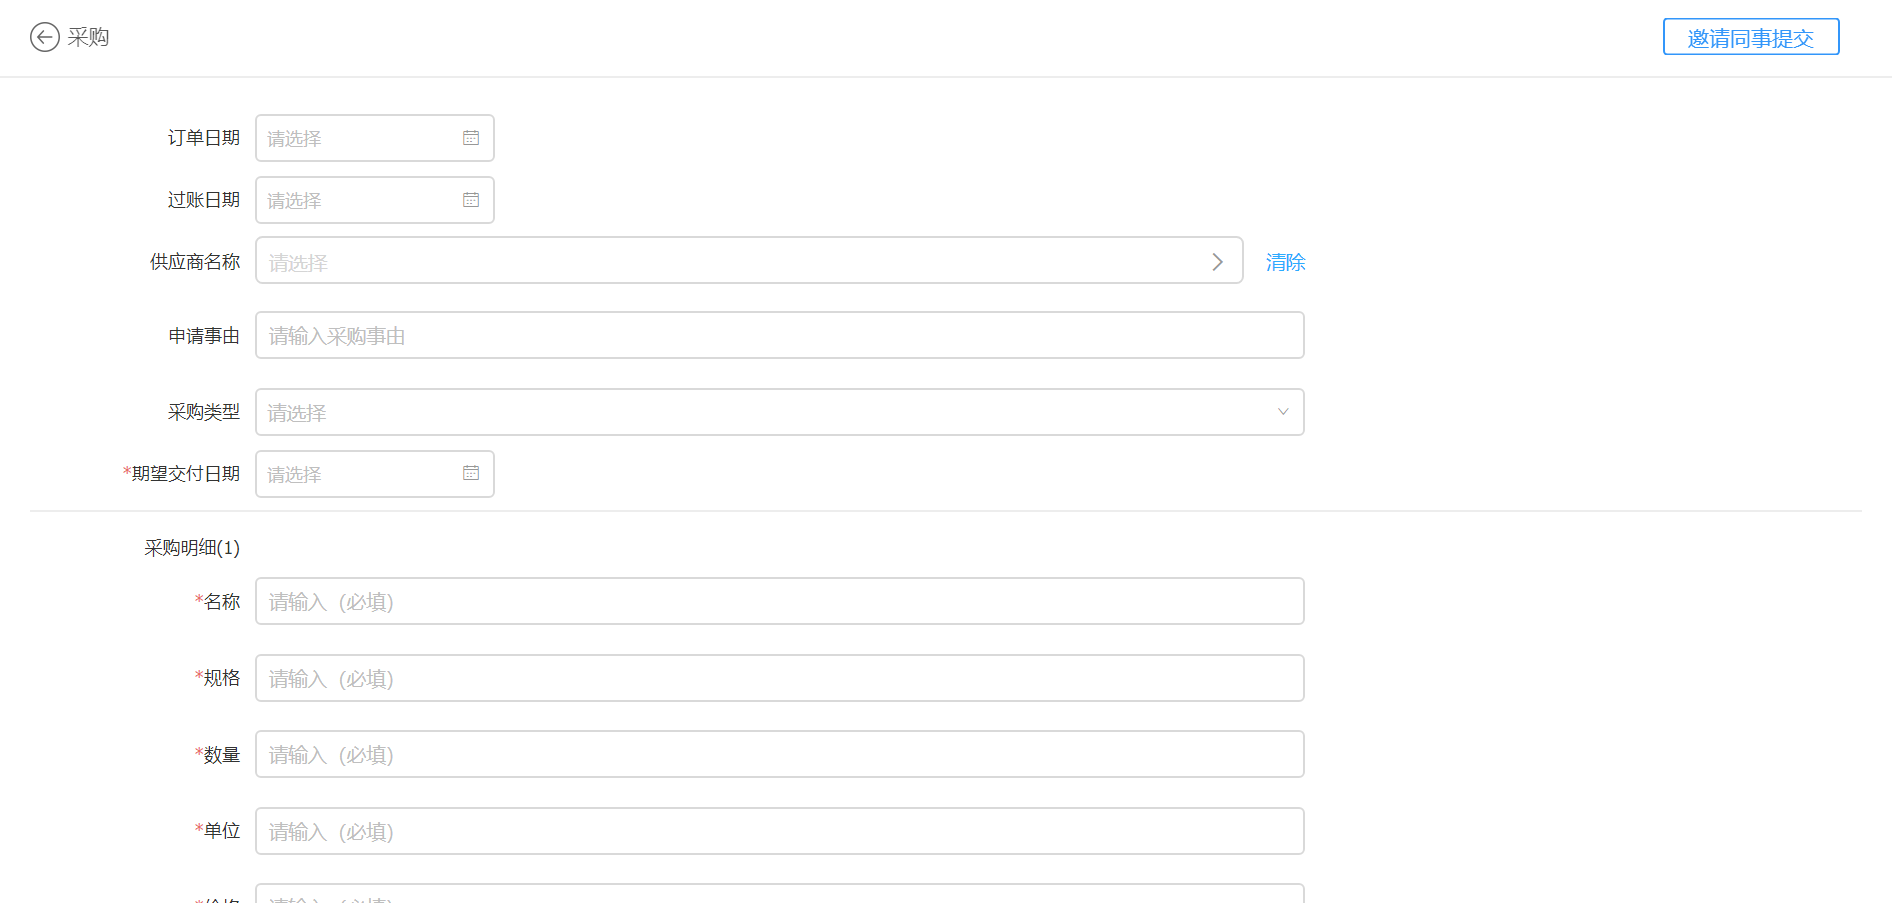 采购
邀请同事提交
订单日期 请选择
过账日期 请选择
供应商名称 请选择 清除
申请事由 请输入采购事由
采购类型 请选择
*期望交付日期 请选择
采购明细(1)
*名称 请输入（必填）
*规格 请输入（必填）
*数量 请输入（必填）
*单位 请输入（必填）